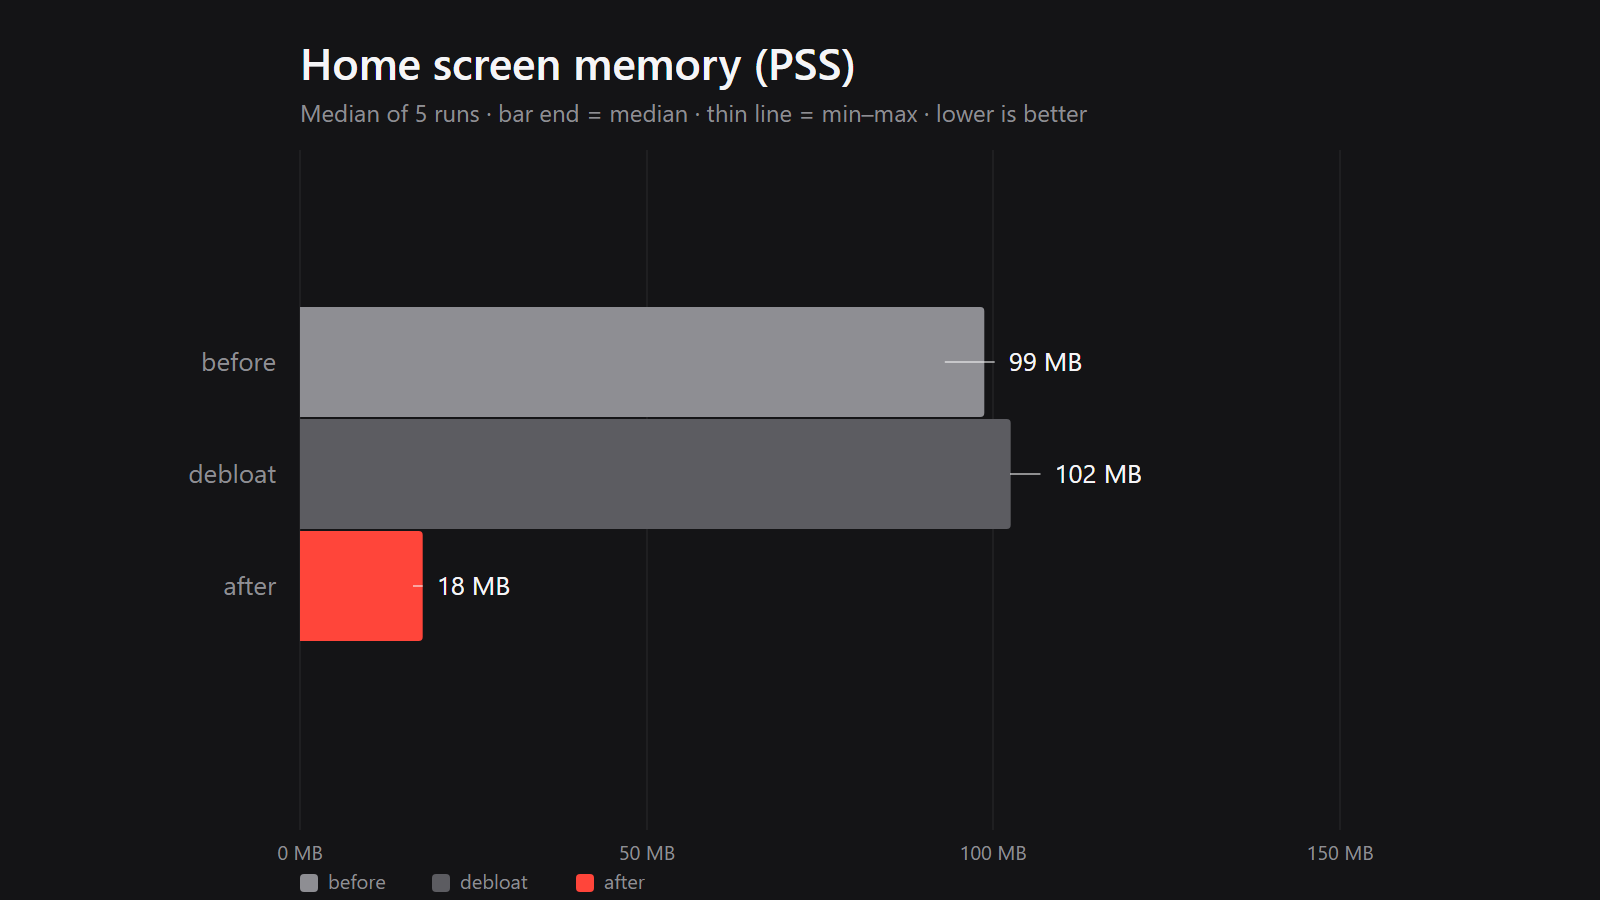 Home screen memory (PSS)
Median of 5 runs · bar end = median · thin line = min–max · lower is better
before 99 MB
debloat 102 MB
after 18 MB
0 MB 50 MB 100 MB 150 MB
before debloat after